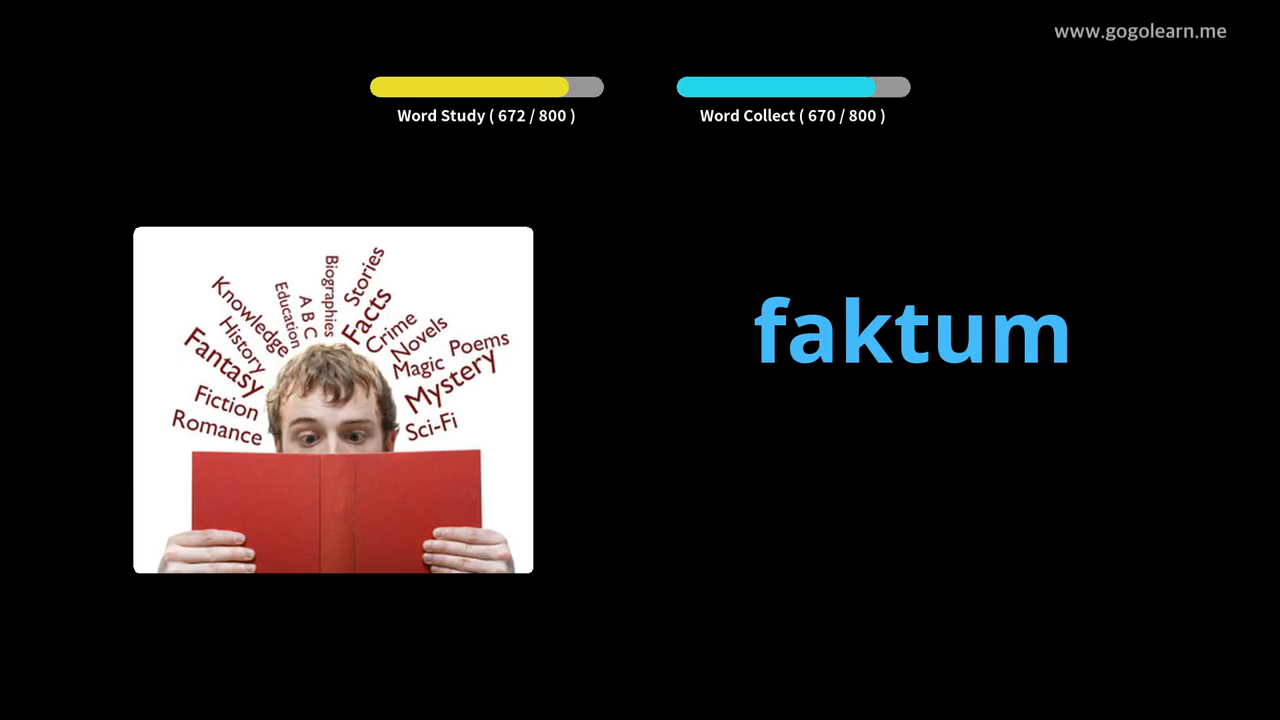 www.gogolearn.me
Word Study ( 672 / 800 )
Word Collect ( 670 / 800 )
faktum
Romance
Fiction
Fantasy
History
Knowledge
Education
A B C
Biographies
Stories
Facts
Crime
Novels
Magic
Poems
Mystery
Sci-Fi